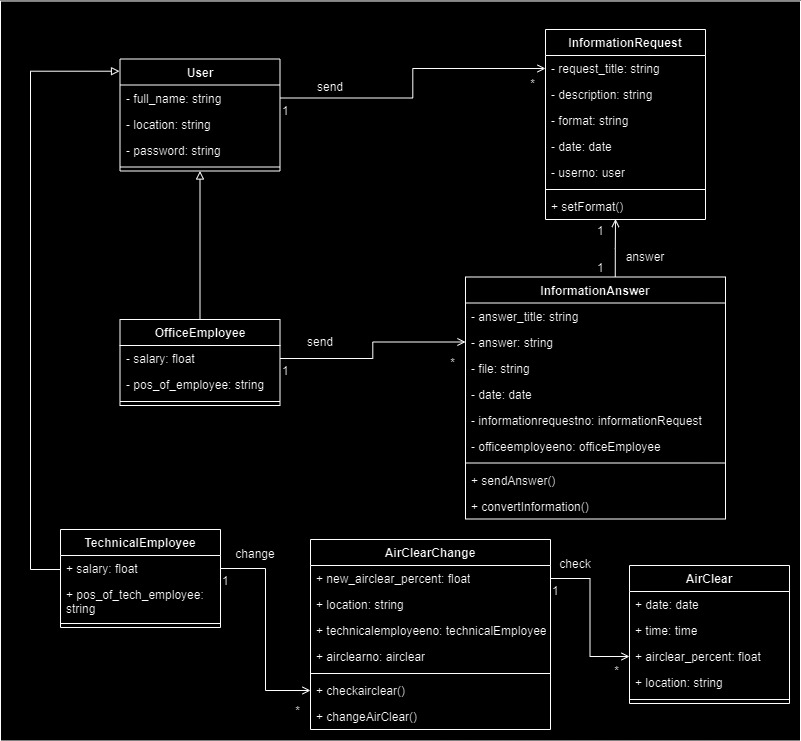 User
- full_name: string
- location: string
- password: string
send
1
*
InformationRequest
- request_title: string
- description: string
- format: string
- date: date
- userno: user
+ setFormat()
1
answer
1
OfficeEmployee
- salary: float
- pos_of_employee: string
send
1
*
InformationAnswer
- answer_title: string
- answer: string
- file: string
- date: date
- informationrequestno: informationRequest
- officeemployeeno: officeEmployee
+ sendAnswer()
+ convertInformation()
TechnicalEmployee
+ salary: float
+ pos_of_tech_employee:
string
change
1
*
AirClearChange
+ new_airclear_percent: float
+ location: string
+ technicalemployeeno: technicalEmployee
+ airclearno: airclear
+ checkairclear()
+ changeAirClear()
check
1
*
AirClear
+ date: date
+ time: time
+ airclear_percent: float
+ location: string